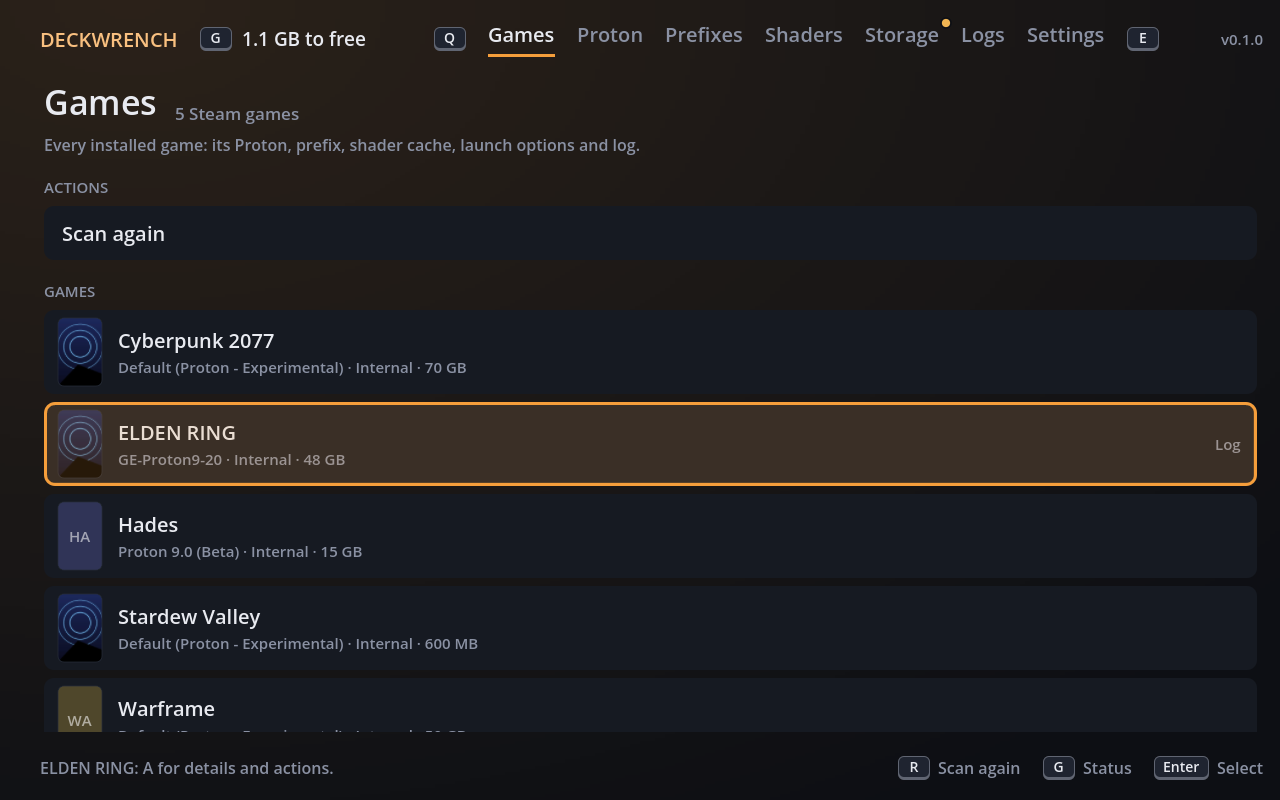 DECKWRENCH G 1.1 GB to free Q Games Proton Prefixes Shaders Storage Logs Settings E v0.1.0
Games 5 Steam games
Every installed game: its Proton, prefix, shader cache, launch options and log.
ACTIONS
Scan again
GAMES
Cyberpunk 2077
Default (Proton - Experimental) · Internal · 70 GB
ELDEN RING
GE-Proton9-20 · Internal · 48 GB
Log
HA
Hades
Proton 9.0 (Beta) · Internal · 15 GB
Stardew Valley
Default (Proton - Experimental) · Internal · 600 MB
WA
Warframe
ELDEN RING: A for details and actions. R Scan again G Status Enter Select